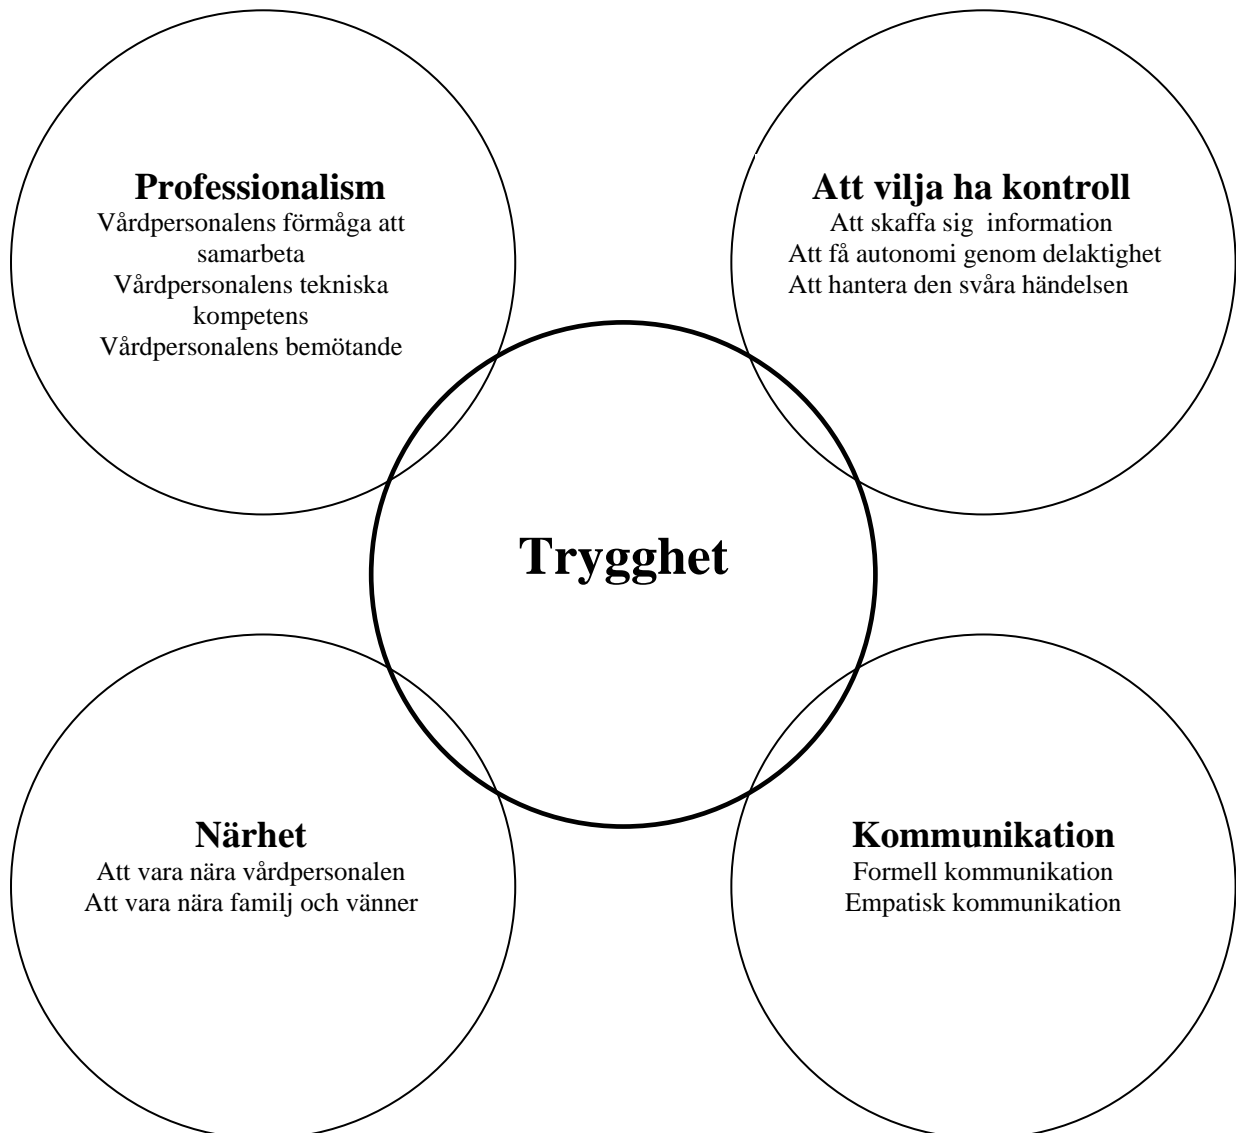 Professionalism
Vårdpersonalens förmåga att
samarbeta
Vårdpersonalens tekniska
kompetens
Vårdpersonalens bemötande
Att vilja ha kontroll
Att skaffa sig  information
Att få autonomi genom delaktighet
Att hantera den svåra händelsen
Trygghet
Närhet
Att vara nära vårdpersonalen
Att vara nära familj och vänner
Kommunikation
Formell kommunikation
Empatisk kommunikation